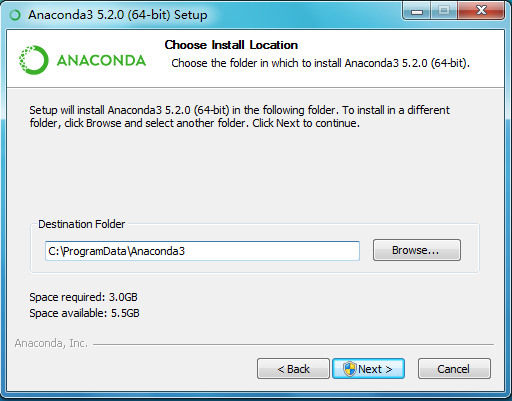 Anaconda3 5.2.0 (64-bit) Setup
ANACONDA
Choose Install Location
Choose the folder in which to install Anaconda3 5.2.0 (64-bit).
Setup will install Anaconda3 5.2.0 (64-bit) in the following folder. To install in a different
folder, click Browse and select another folder. Click Next to continue.
Destination Folder
C:\ProgramData\Anaconda3
Browse...
Space required: 3.0GB
Space available: 5.5GB
Anaconda, Inc.
< Back
Next >
Cancel